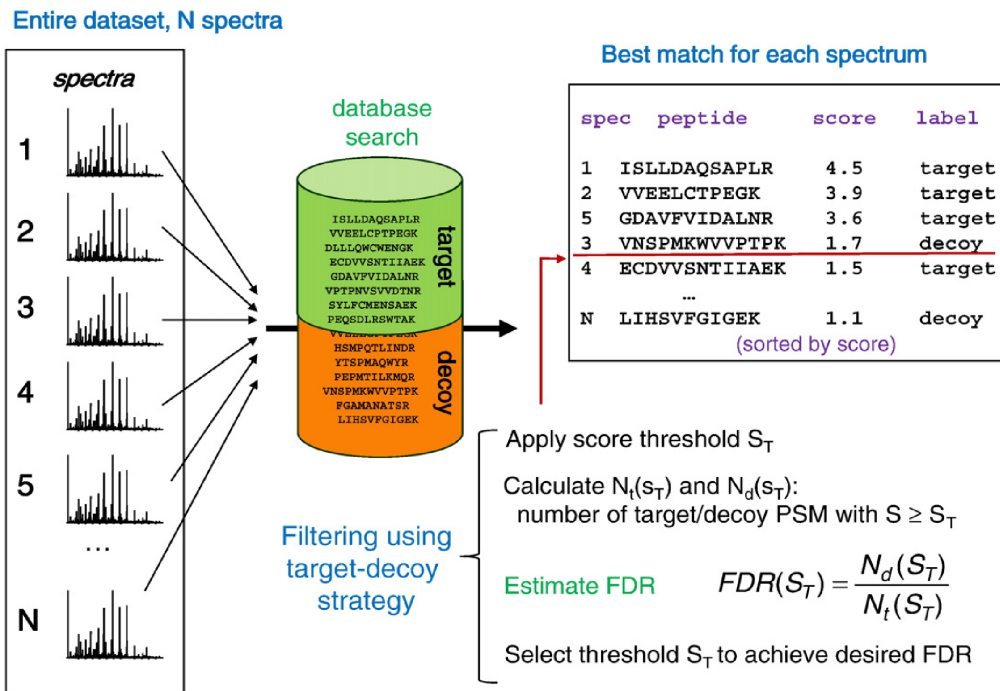 Entire dataset, N spectra
spectra
1
2
3
4
5
...
N
database
search
ISLLDAQSAPLR
VVEELCPTPEGK
DLLLQWCWENGK
ECDVVSNTIIAEK
GDAVFVIDALNR
VPTPNVSVVDTNR
SYLFCMENSAEK
PEQSDLRSWTAK
target
HSMPQTLINDR
YTSPMAQWYR
PEPMTILKMQR
VNSPMKWVVPTPK
FGAMANATSR
LIHSVFGIGEK
decoy
Best match for each spectrum
spec peptide score label
1 ISLLDAQSAPLR 4.5 target
2 VVEELCTPEGK 3.9 target
5 GDAVFVIDALNR 3.6 target
3 VNSPMKWVVPTPK 1.7 decoy
4 ECDVVSNTIIAEK 1.5 target
...
N LIHSVFGIGEK 1.1 decoy
(sorted by score)
Filtering using
target-decoy
strategy
Apply score threshold S_T
Calculate N_t(s_T) and N_d(s_T):
number of target/decoy PSM with S ≥ S_T
Estimate FDR FDR(S_T) = N_d(S_T) / N_t(S_T)
Select threshold S_T to achieve desired FDR